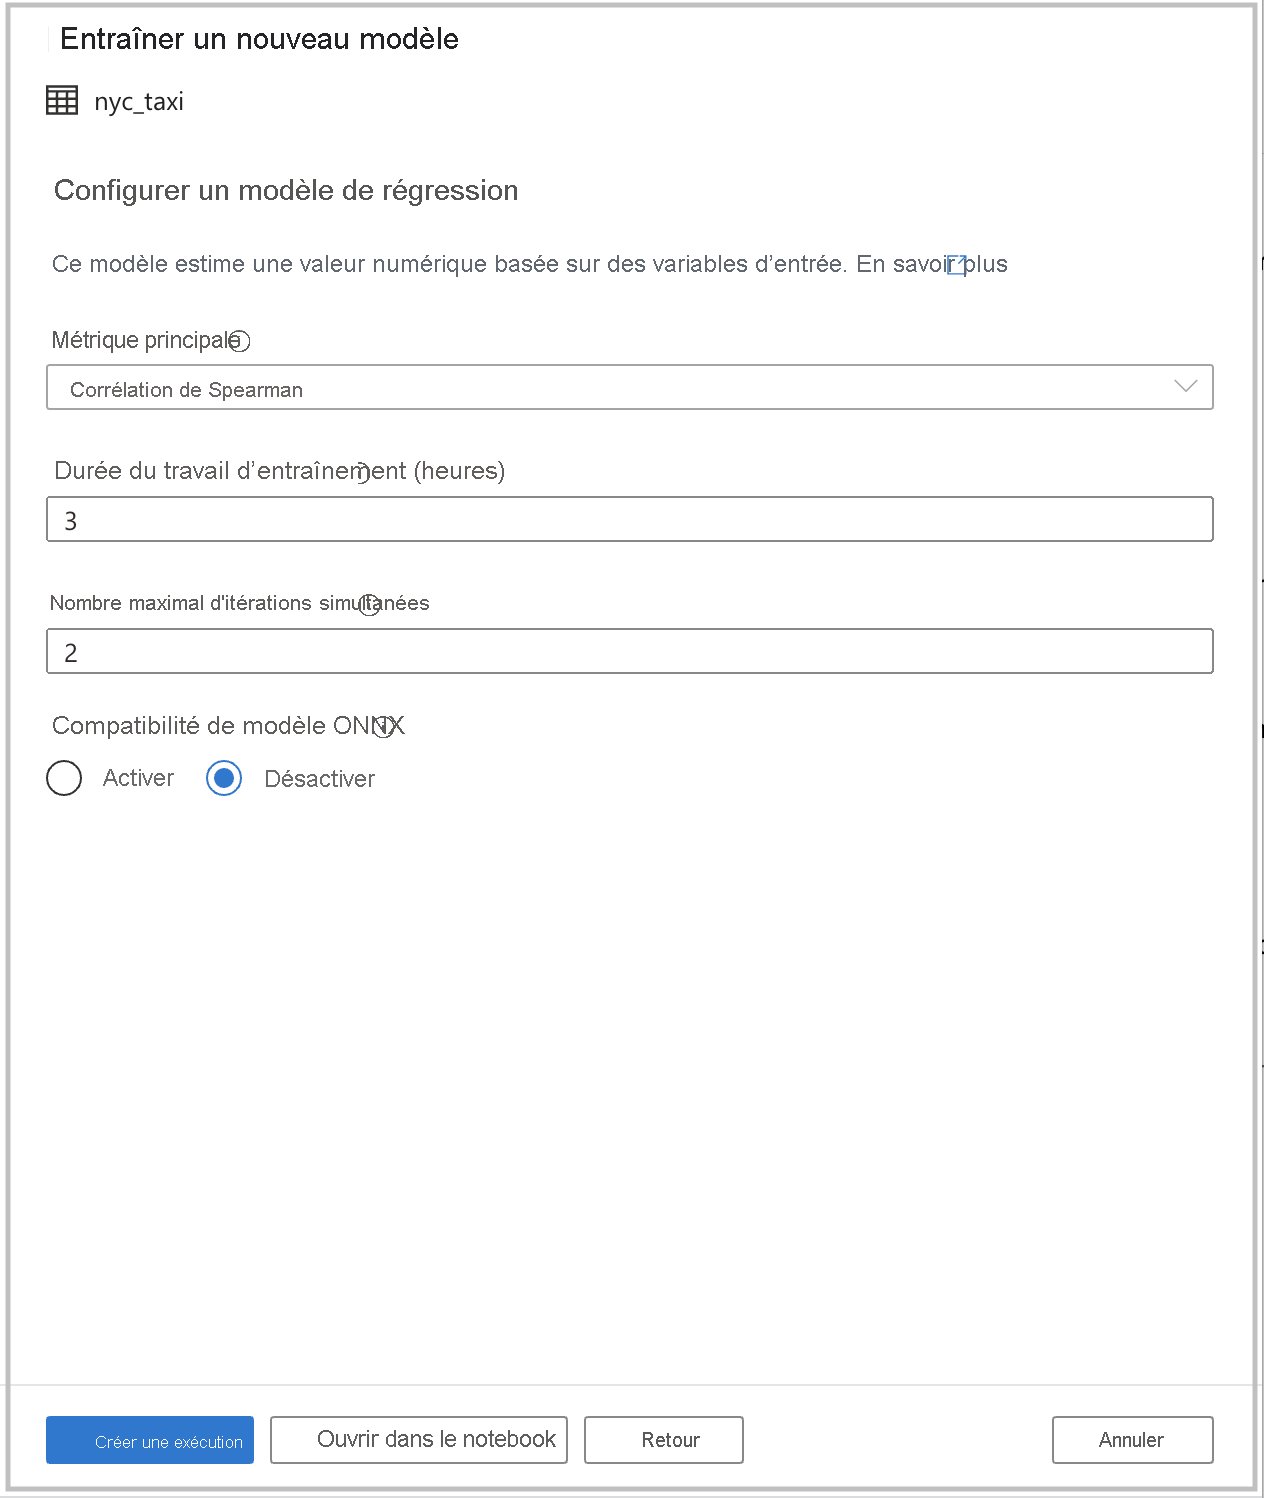 Entraîner un nouveau modèle
nyc_taxi
Configurer un modèle de régression
Ce modèle estime une valeur numérique basée sur des variables d’entrée. En savoir plus
Métrique principale
Corrélation de Spearman
Durée du travail d’entraînement (heures)
3
Nombre maximal d'itérations simultanées
2
Compatibilité de modèle ONNX
Activer Désactiver
Créer une exécution Ouvrir dans le notebook Retour Annuler